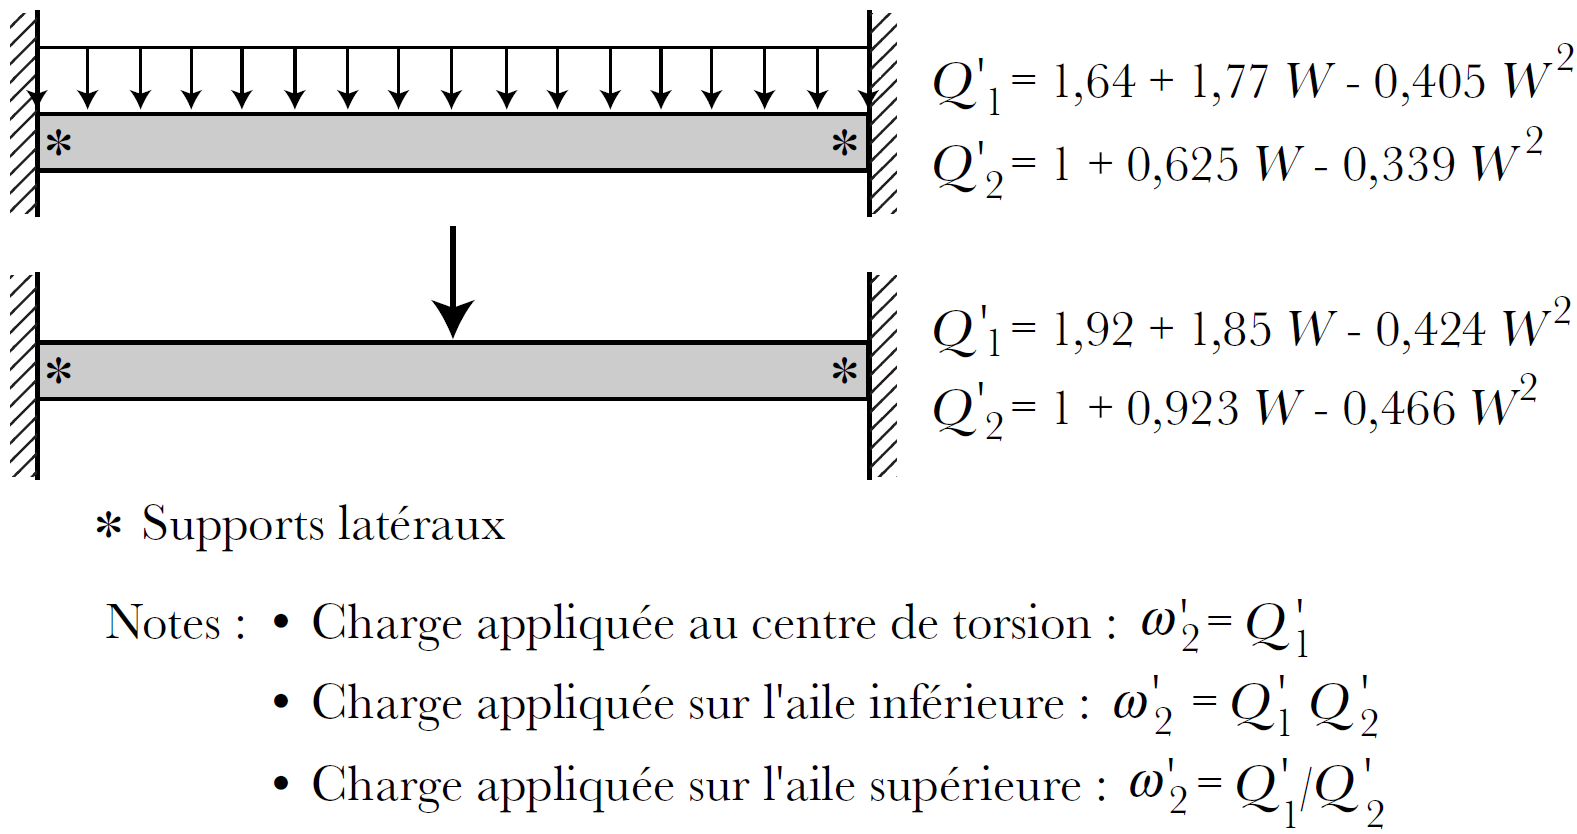 Q'₁ = 1,64 + 1,77 W - 0,405 W²
Q'₂ = 1 + 0,625 W - 0,339 W²
* *
Q'₁ = 1,92 + 1,85 W - 0,424 W²
Q'₂ = 1 + 0,923 W - 0,466 W²
* *
* Supports latéraux
Notes : • Charge appliquée au centre de torsion : ω'₂ = Q'₁
• Charge appliquée sur l'aile inférieure : ω'₂ = Q'₁ Q'₂
• Charge appliquée sur l'aile supérieure : ω'₂ = Q'₁/Q'₂